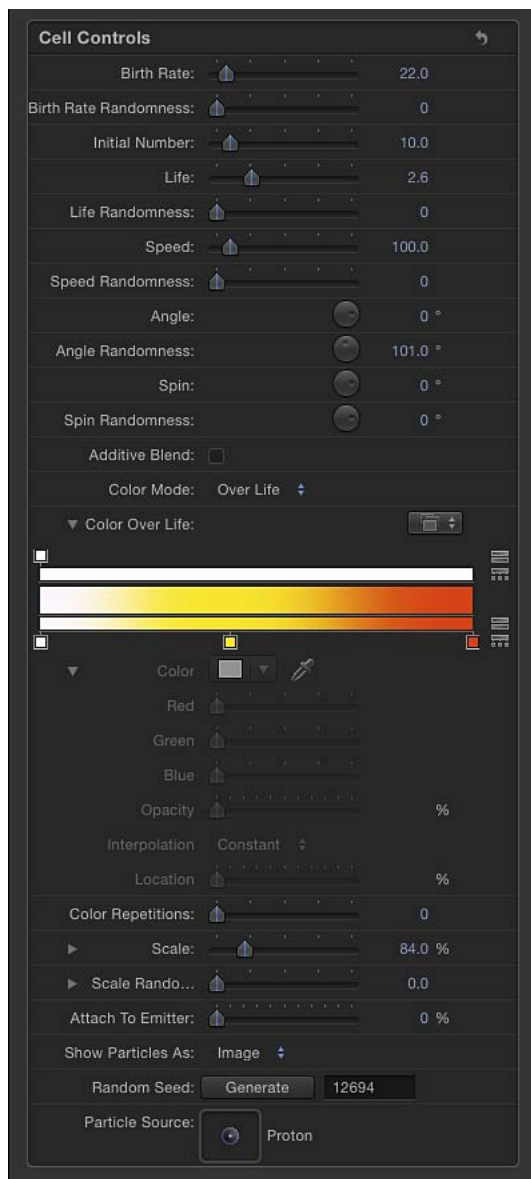 Cell Controls
Birth Rate: 22.0
Birth Rate Randomness: 0
Initial Number: 10.0
Life: 2.6
Life Randomness: 0
Speed: 100.0
Speed Randomness: 0
Angle: 0 °
Angle Randomness: 101.0 °
Spin: 0 °
Spin Randomness: 0 °
Additive Blend:
Color Mode: Over Life
Color Over Life:
Color
Red
Green
Blue
Opacity %
Interpolation Constant
Location %
Color Repetitions: 0
Scale: 84.0 %
Scale Rando... 0.0
Attach To Emitter: 0 %
Show Particles As: Image
Random Seed: Generate 12694
Particle Source: Proton